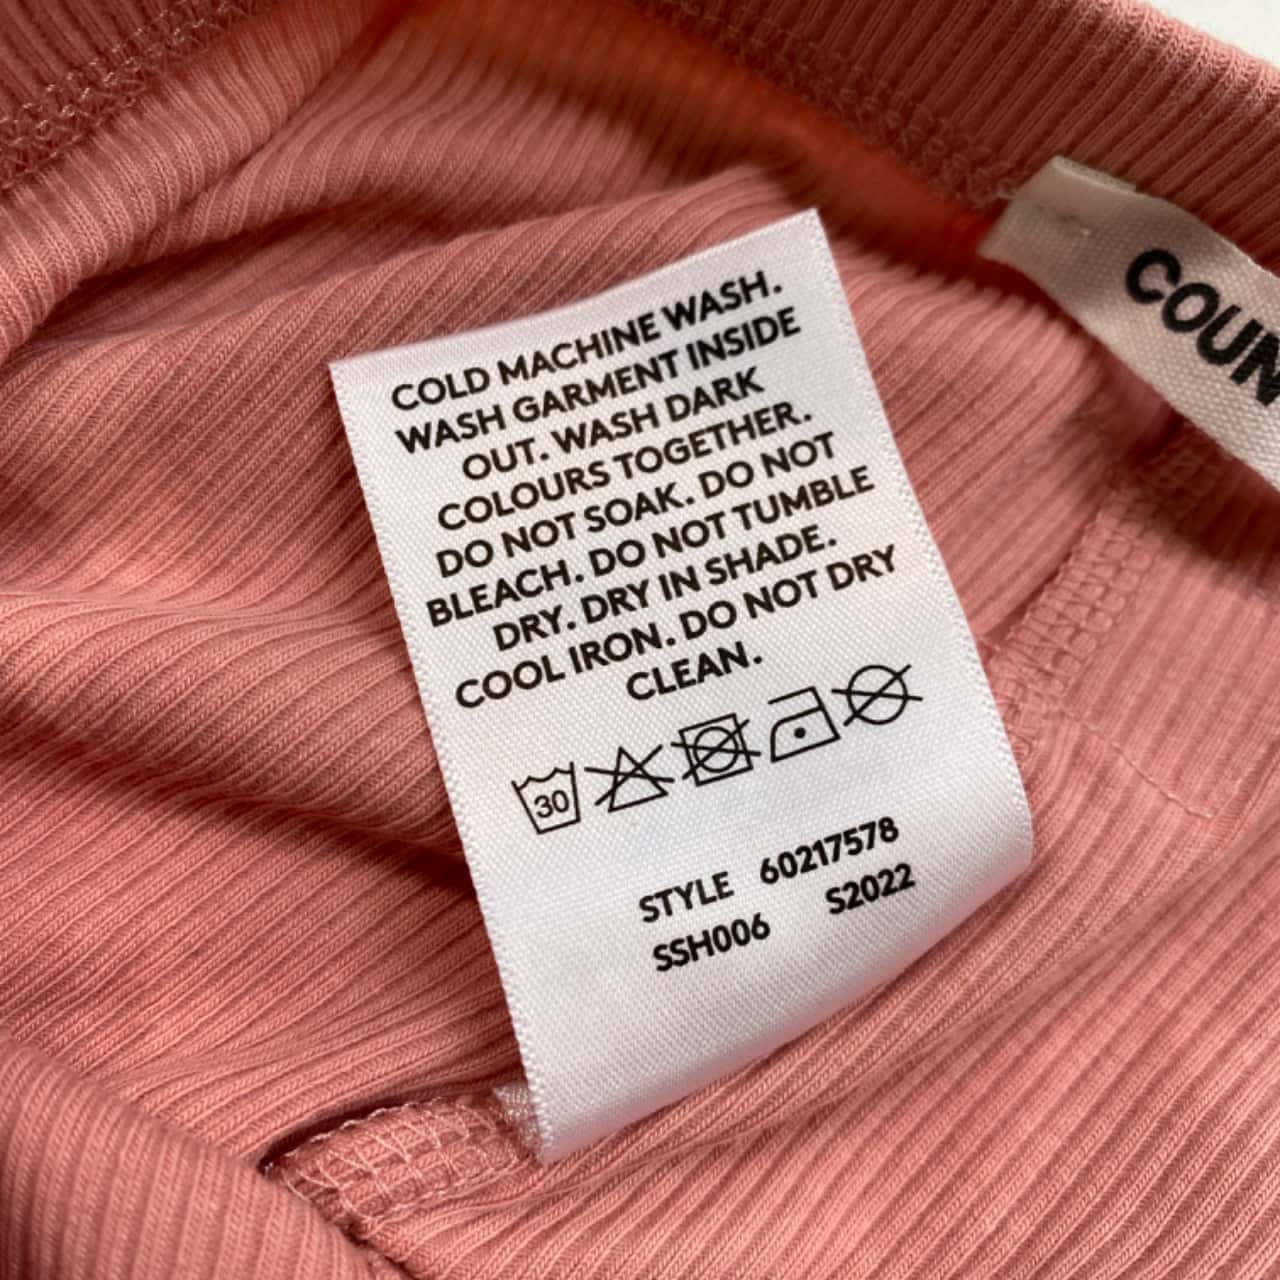 COLD MACHINE WASH.
WASH GARMENT INSIDE
OUT. WASH DARK
COLOURS TOGETHER.
DO NOT SOAK. DO NOT
BLEACH. DO NOT TUMBLE
DRY. DRY IN SHADE.
COOL IRON. DO NOT DRY
CLEAN.
30
STYLE 60217578
SSH006 S2022
COUN